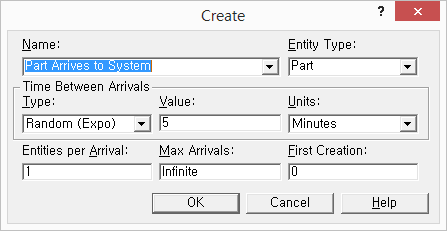 Create
?
Name:
Entity Type:
Part Arrives to System
Part
Time Between Arrivals
Type:
Value:
Units:
Random (Expo)
5
Minutes
Entities per Arrival:
Max Arrivals:
First Creation:
1
Infinite
0
OK
Cancel
Help